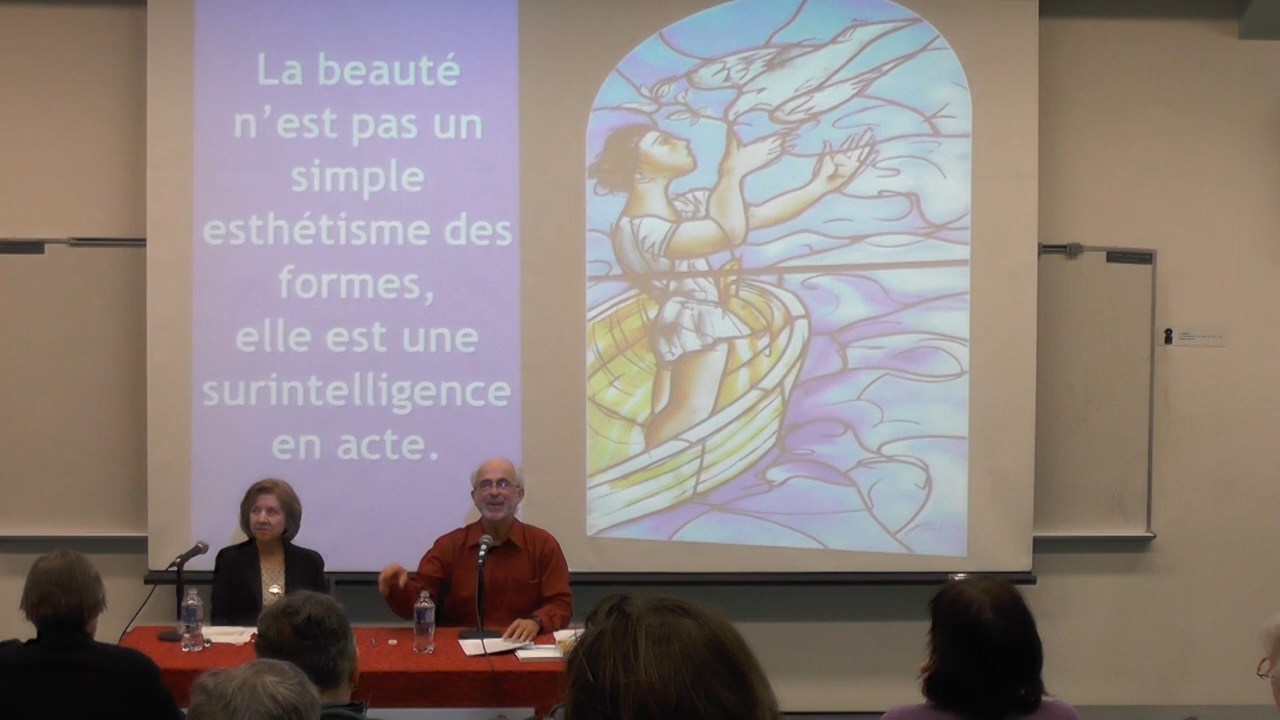 La beauté
n'est pas un
simple
esthétisme des
formes,
elle est une
surintelligence
en acte.